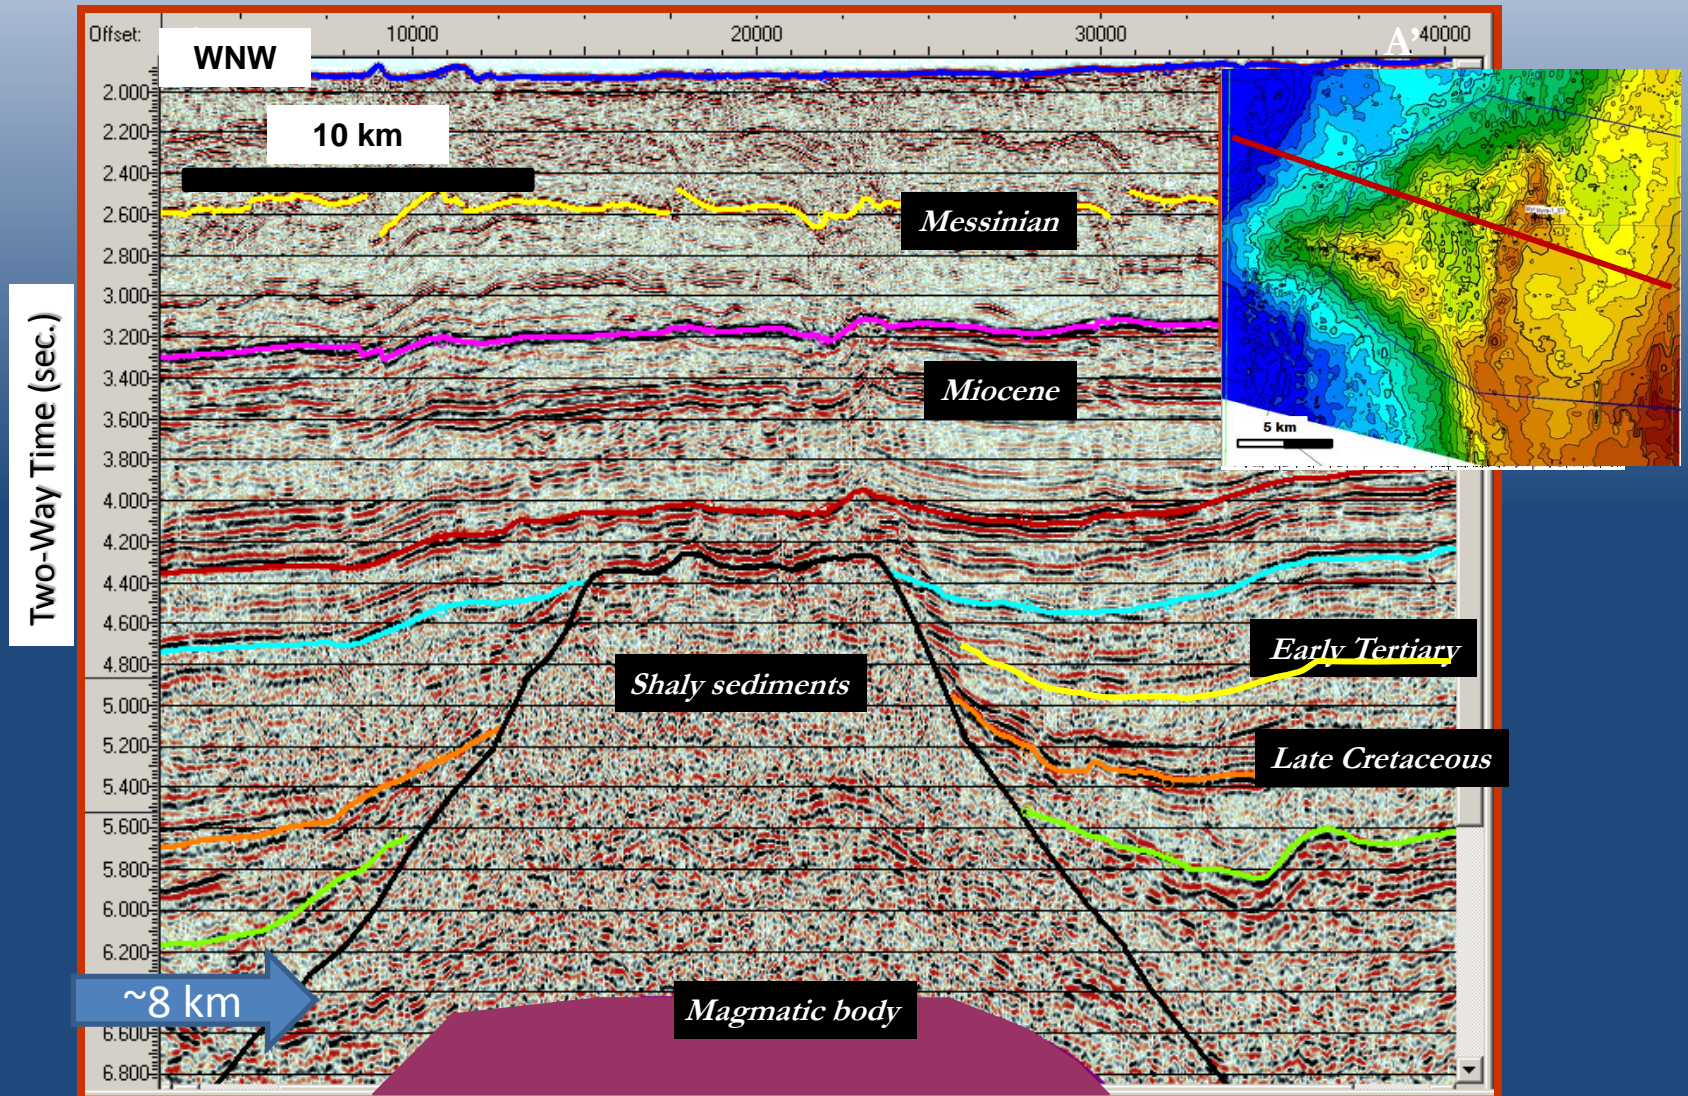 Offset:
10000
20000
30000
40000
A'
WNW
10 km
2.000
2.200
2.400
2.600
2.800
3.000
3.200
3.400
3.600
3.800
4.000
4.200
4.400
4.600
4.800
5.000
5.200
5.400
5.600
5.800
6.000
6.200
6.600
6.800
Two-Way Time (sec.)
Messinian
Miocene
5 km
Early Tertiary
Shaly sediments
Late Cretaceous
~8 km
Magmatic body